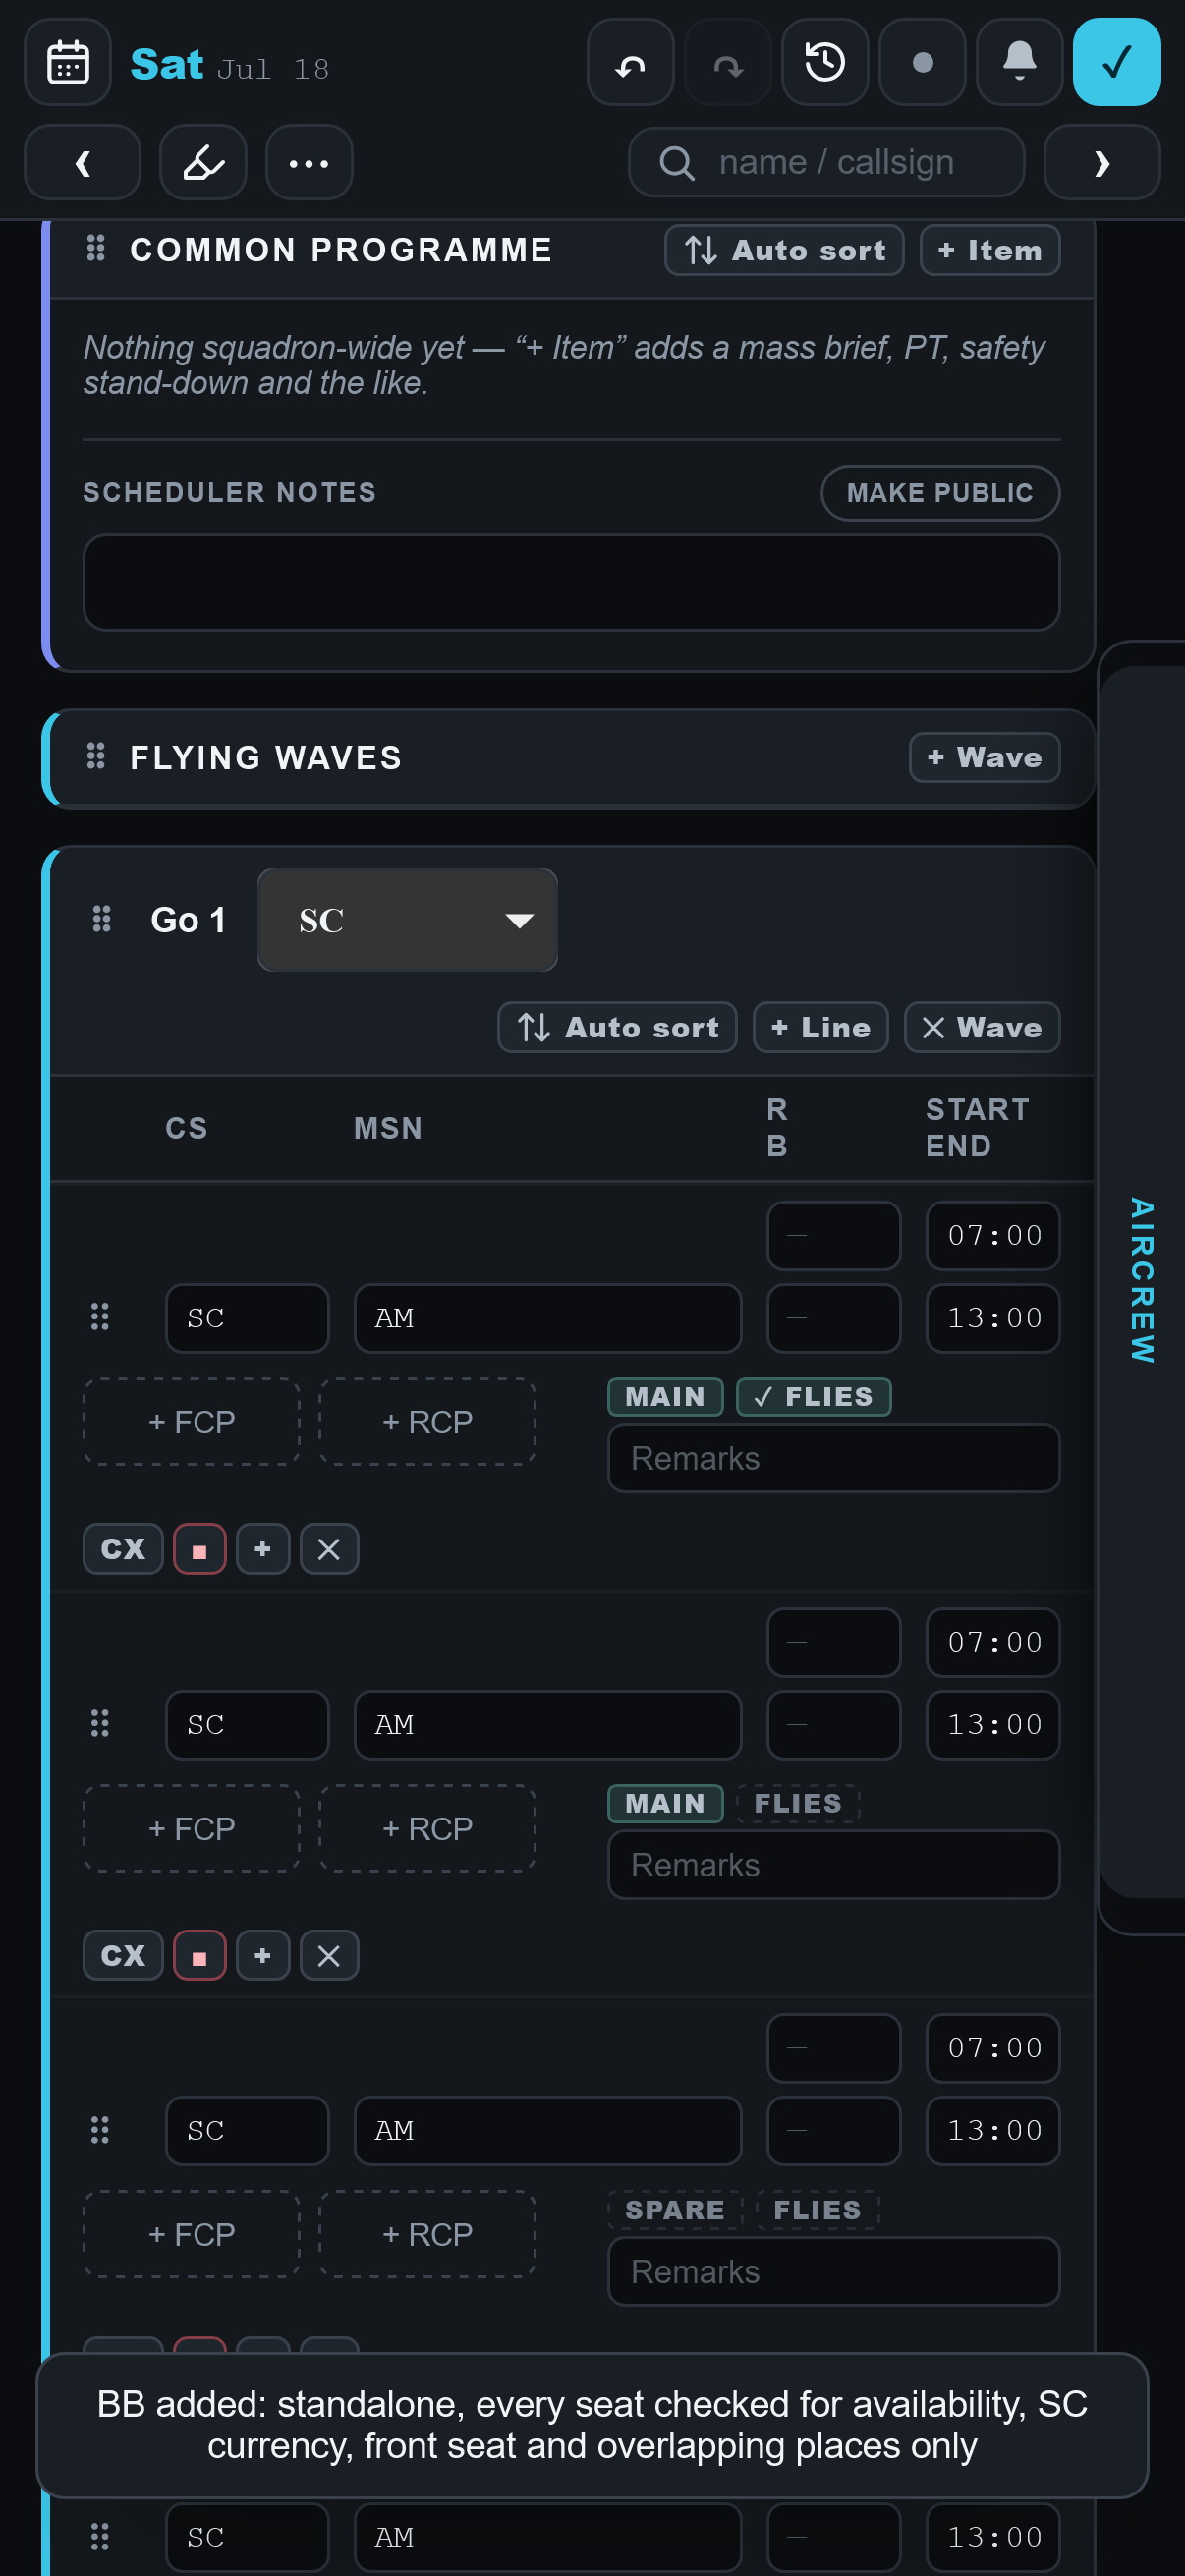 Sat Jul 18
name / callsign
COMMON PROGRAMME
Auto sort
+ Item
Nothing squadron-wide yet — “+ Item” adds a mass brief, PT, safety
stand-down and the like.
SCHEDULER NOTES
MAKE PUBLIC
FLYING WAVES
+ Wave
Go 1
SC
Auto sort
+ Line
× Wave
CS
MSN
R
B
START
END
—
07:00
SC
AM
—
13:00
+ FCP
+ RCP
MAIN
✓ FLIES
Remarks
CX
+
×
—
07:00
SC
AM
—
13:00
+ FCP
+ RCP
MAIN
FLIES
Remarks
CX
+
×
—
07:00
SC
AM
—
13:00
+ FCP
+ RCP
SPARE
FLIES
Remarks
BB added: standalone, every seat checked for availability, SC
currency, front seat and overlapping places only
SC
AM
—
13:00
AIRCREW